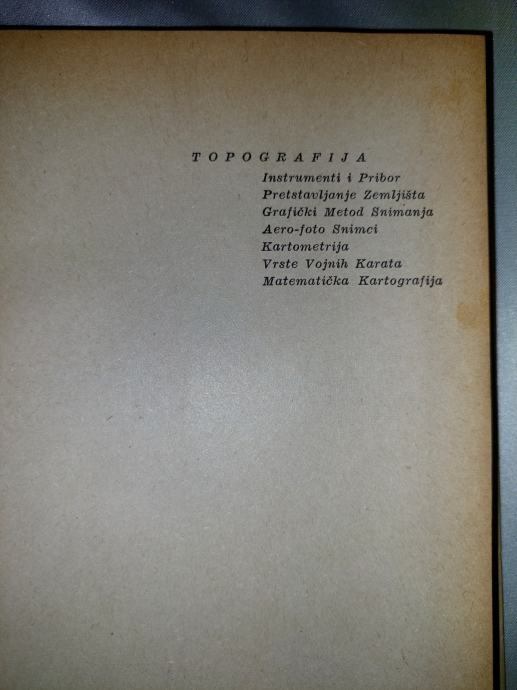 TOPOGRAFIJA
Instrumenti i Pribor
Pretstavljanje Zemljišta
Grafički Metod Snimanja
Aero-foto Snimci
Kartometrija
Vrste Vojnih Karata
Matematička Kartografija